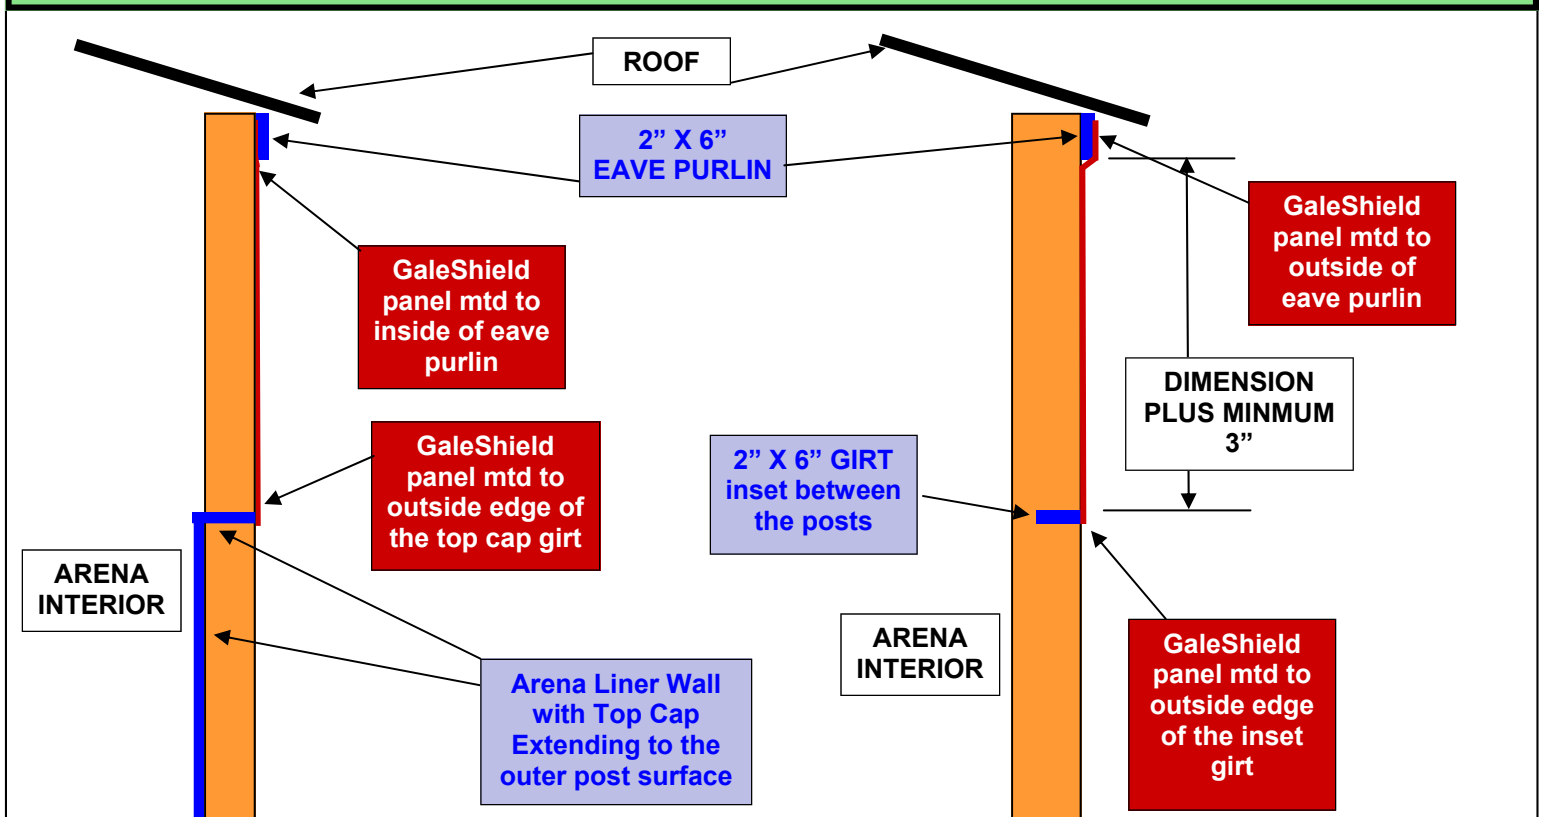 ROOF
2” X 6”
EAVE PURLIN
GaleShield
panel mtd to
inside of eave
purlin
GaleShield
panel mtd to
outside of
eave purlin
DIMENSION
PLUS MINMUM
3”
GaleShield
panel mtd to
outside edge of
the top cap girt
2” X 6” GIRT
inset between
the posts
ARENA
INTERIOR
ARENA
INTERIOR
Arena Liner Wall
with Top Cap
Extending to the
outer post surface
GaleShield
panel mtd to
outside edge
of the inset
girt